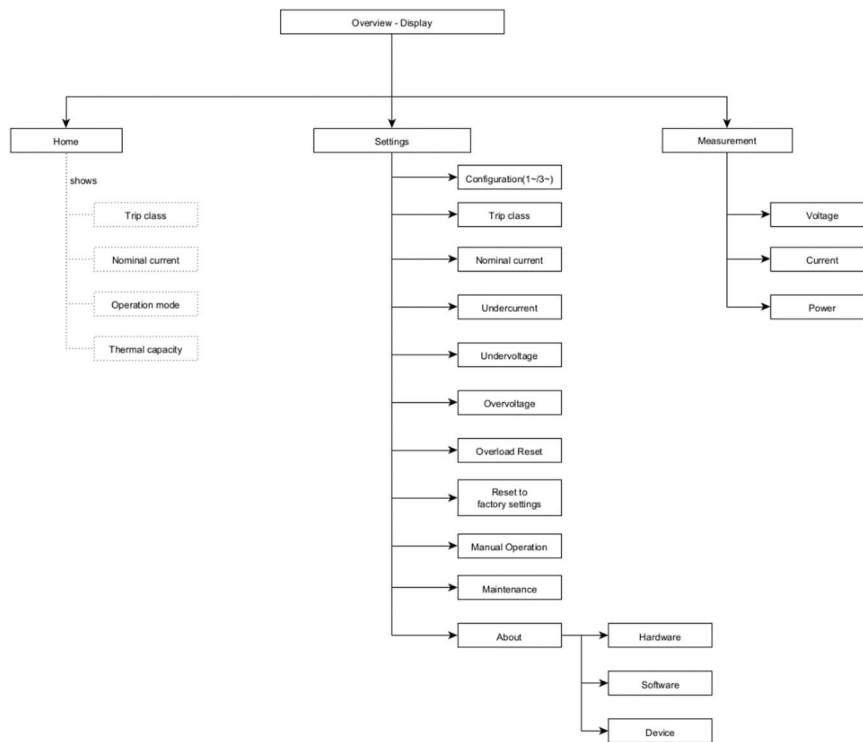 Overview - Display
Home
Settings
Measurement
shows
Trip class
Nominal current
Operation mode
Thermal capacity
Configuration(1~/3~)
Trip class
Nominal current
Undercurrent
Undervoltage
Overvoltage
Overload Reset
Reset to
factory settings
Manual Operation
Maintenance
About
Hardware
Software
Device
Voltage
Current
Power